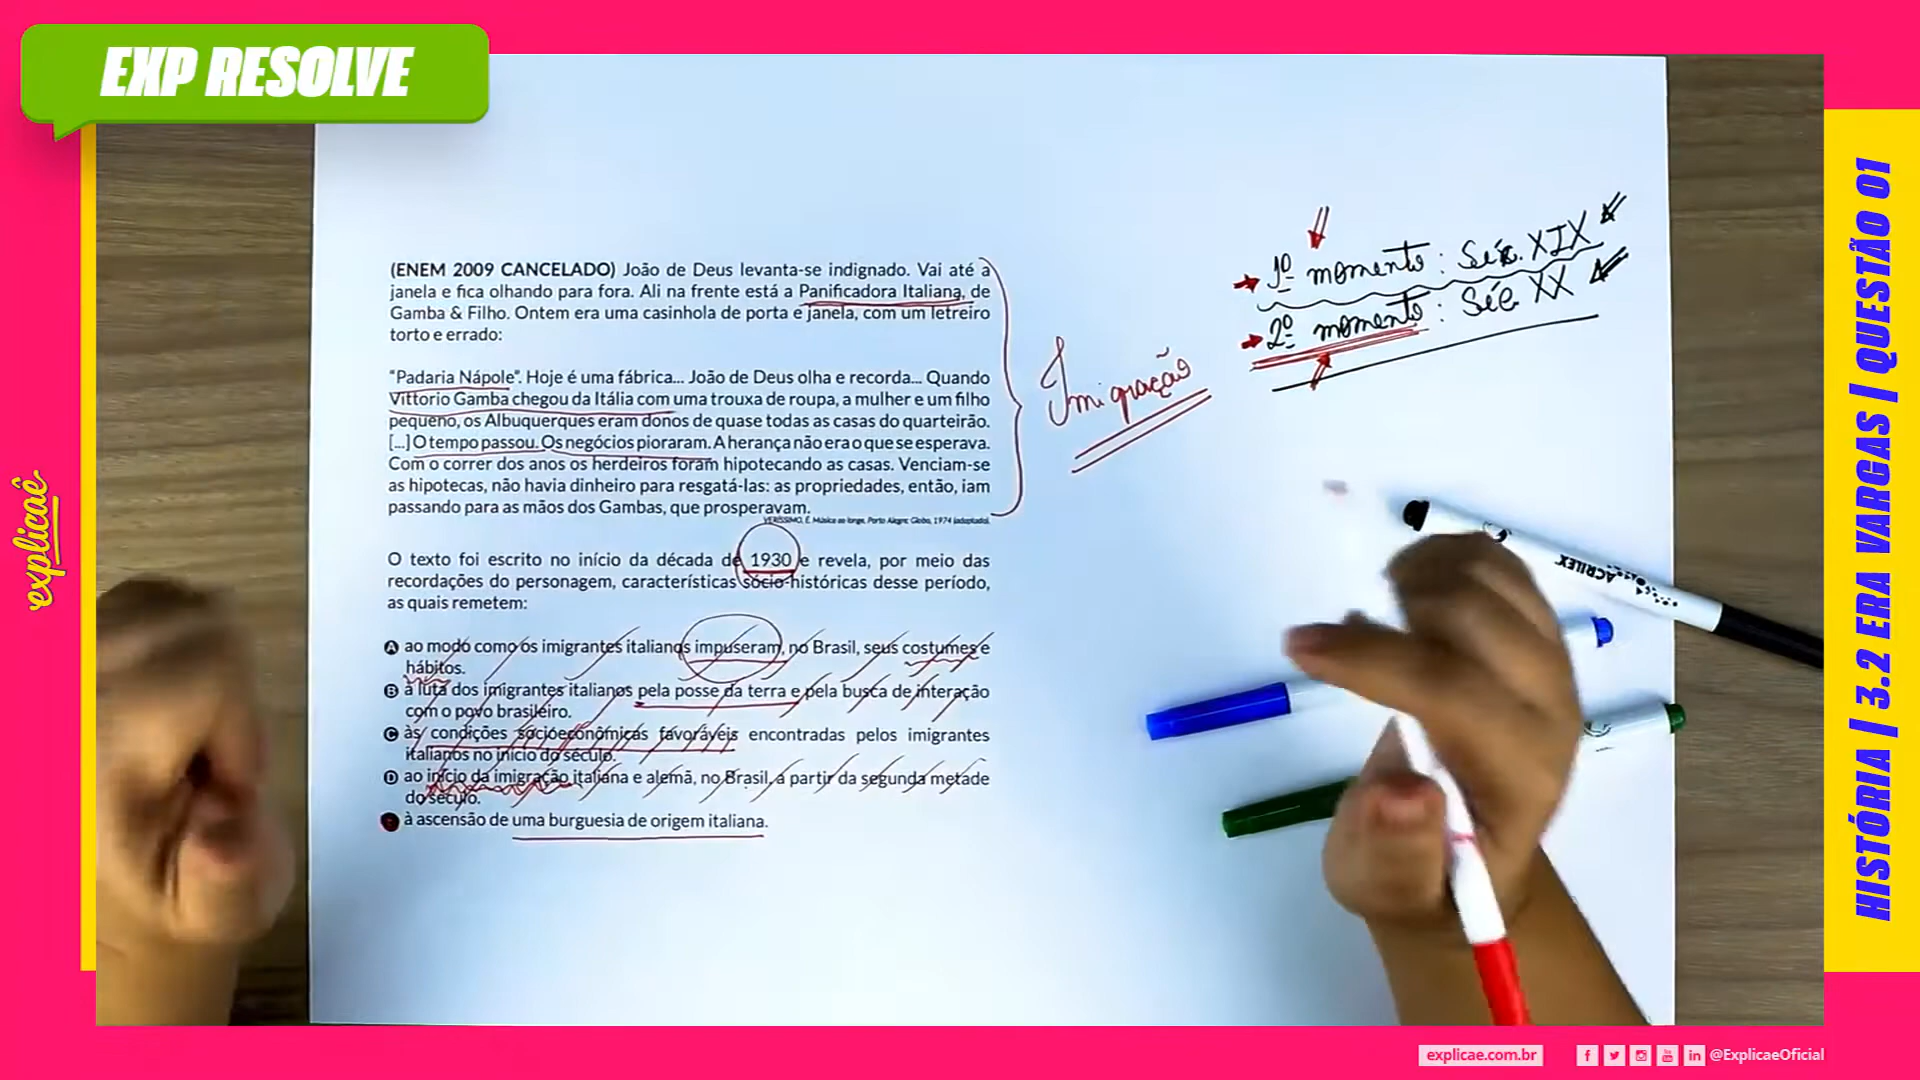 EXP RESOLVE
(ENEM 2009 CANCELADO) João de Deus levanta-se indignado. Vai até a
janela e fica olhando para fora. Ali na frente está a Panificadora Italiana, de
Gamba & Filho. Ontem era uma casinhola de porta e janela, com um letreiro
torto e errado:
"Padaria Nápole". Hoje é uma fábrica... João de Deus olha e recorda... Quando
Vittorio Gamba chegou da Itália com uma trouxa de roupa, a mulher e um filho
pequeno, os Albuquerques eram donos de quase todas as casas do quarteirão.
[...] O tempo passou. Os negócios pioraram. A herança não era o que se esperava.
Com o correr dos anos os herdeiros foram hipotecando as casas. Venciam-se
as hipotecas, não havia dinheiro para resgatá-las: as propriedades, então, iam
passando para as mãos dos Gambas, que prosperavam.
VERÍSSIMO, E. Música ao longe. Porto Alegre: Globo, 1974 (adaptado).
O texto foi escrito no início da década de 1930 e revela, por meio das
recordações do personagem, características sócio-históricas desse período,
as quais remetem:
A ao modo como os imigrantes italianos impuseram, no Brasil, seus costumes e
hábitos.
B à luta dos imigrantes italianos pela posse da terra e pela busca de interação
com o povo brasileiro.
C às condições socioeconômicas favoráveis encontradas pelos imigrantes
italianos no início do século.
D ao início da imigração italiana e alemã, no Brasil, a partir da segunda metade
do século.
à ascensão de uma burguesia de origem italiana.
Imigração
1º momento: Séc. XIX
2º momento: Séc XX
ACRILEX
explicaê
HISTÓRIA | 3.2 ERA VARGAS | QUESTÃO 01
explicae.com.br
@ExplicaeOficial